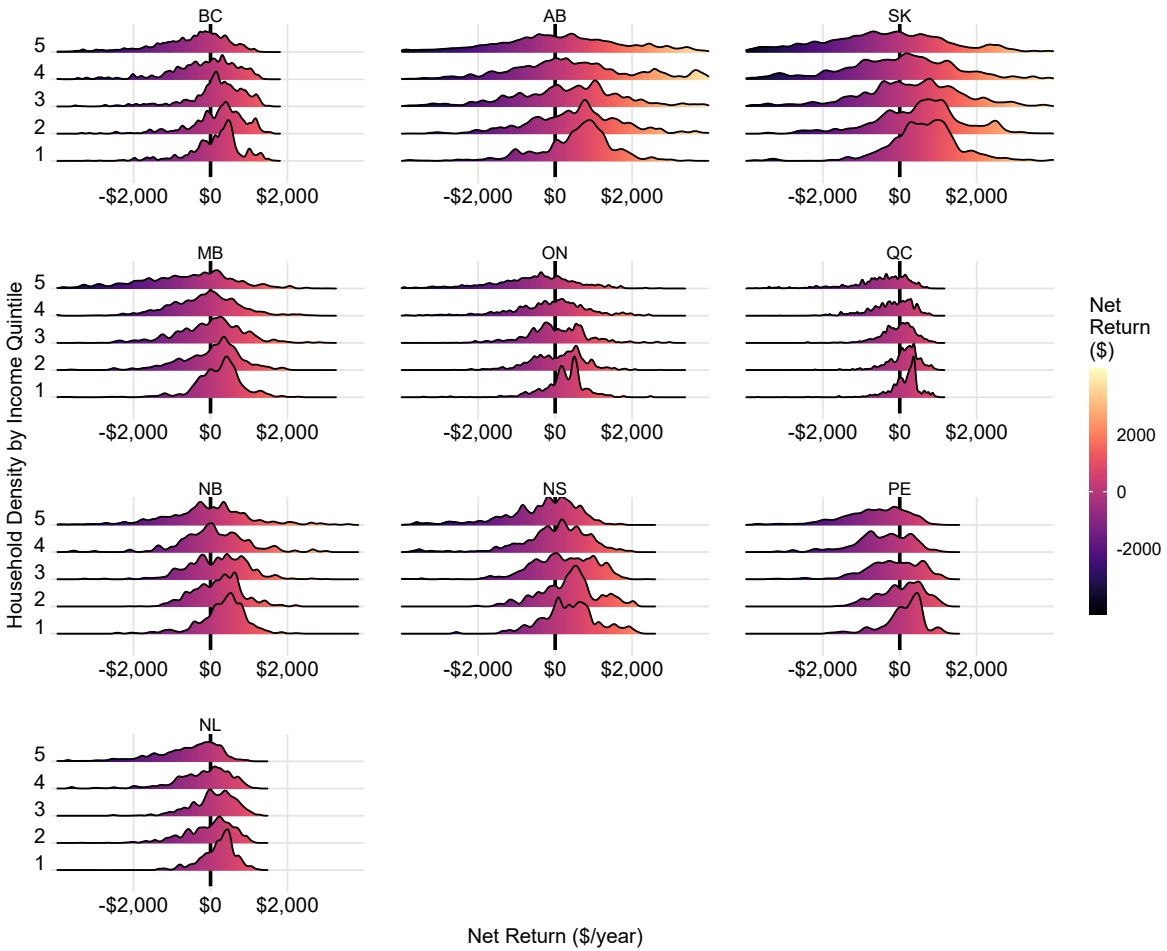 BC
AB
SK
5
4
3
2
1
-$2,000 $0 $2,000
-$2,000 $0 $2,000
-$2,000 $0 $2,000
MB
ON
QC
5
4
3
2
1
-$2,000 $0 $2,000
-$2,000 $0 $2,000
-$2,000 $0 $2,000
NB
NS
PE
5
4
3
2
1
-$2,000 $0 $2,000
-$2,000 $0 $2,000
-$2,000 $0 $2,000
NL
5
4
3
2
1
-$2,000 $0 $2,000
Household Density by Income Quintile
Net Return ($/year)
Net
Return
($)
2000
0
-2000